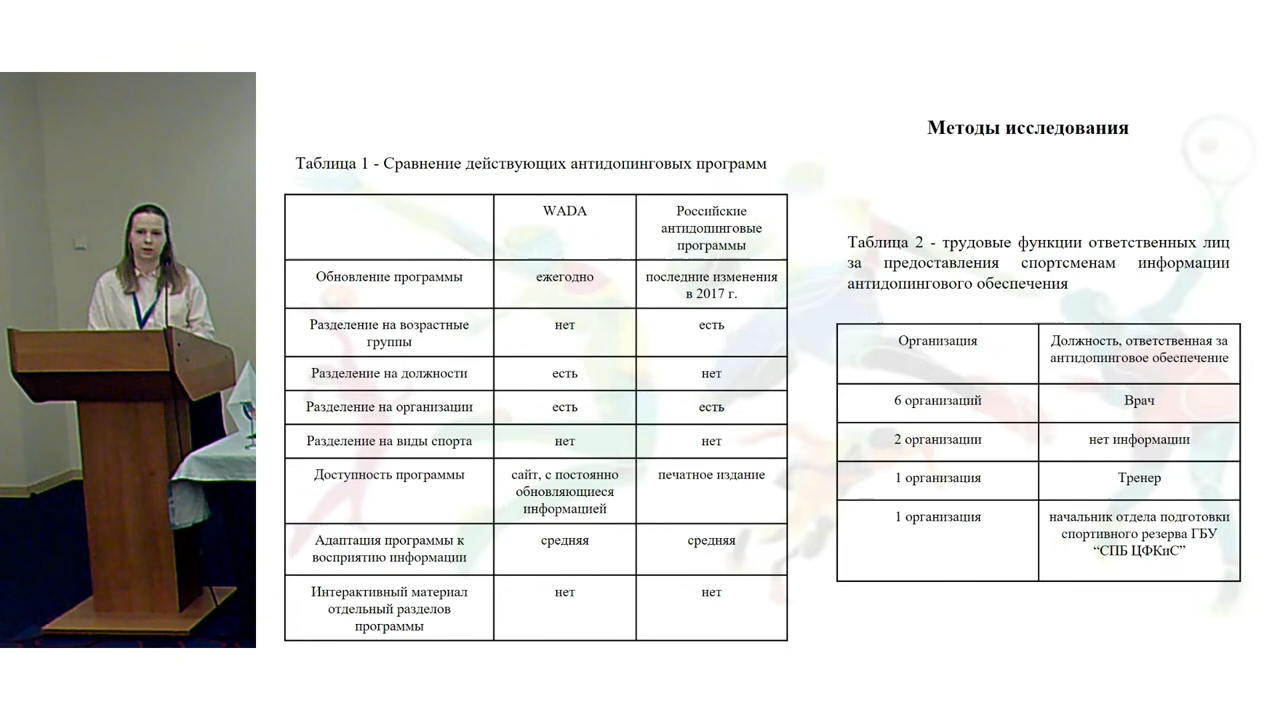 Методы исследования
Таблица 1 - Сравнение действующих антидопинговых программ
WADA
Российские
антидопинговые
программы
Обновление программы
ежегодно
последние изменения
в 2017 г.
Разделение на возрастные
группы
нет
есть
Разделение на должности
есть
нет
Разделение на организации
есть
есть
Разделение на виды спорта
нет
нет
Доступность программы
сайт, с постоянно
обновляющиеся
информацией
печатное издание
Адаптация программы к
восприятию информации
средняя
средняя
Интерактивный материал
отдельный разделов
программы
нет
нет
Таблица 2 - трудовые функции ответственных лиц
за предоставления спортсменам информации
антидопингового обеспечения
Организация
Должность, ответственная за
антидопинговое обеспечение
6 организаций
Врач
2 организации
нет информации
1 организация
Тренер
1 организация
начальник отдела подготовки
спортивного резерва ГБУ
“СПБ ЦФКиС”